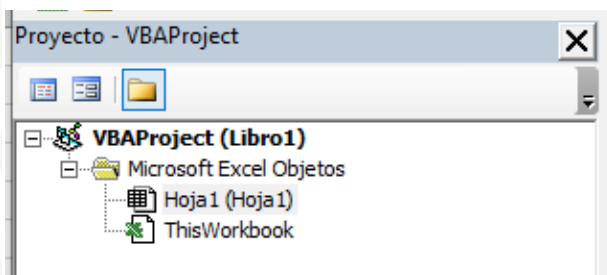 Proyecto - VBAProject
VBAProject (Libro1)
Microsoft Excel Objetos
Hoja1 (Hoja1)
ThisWorkbook